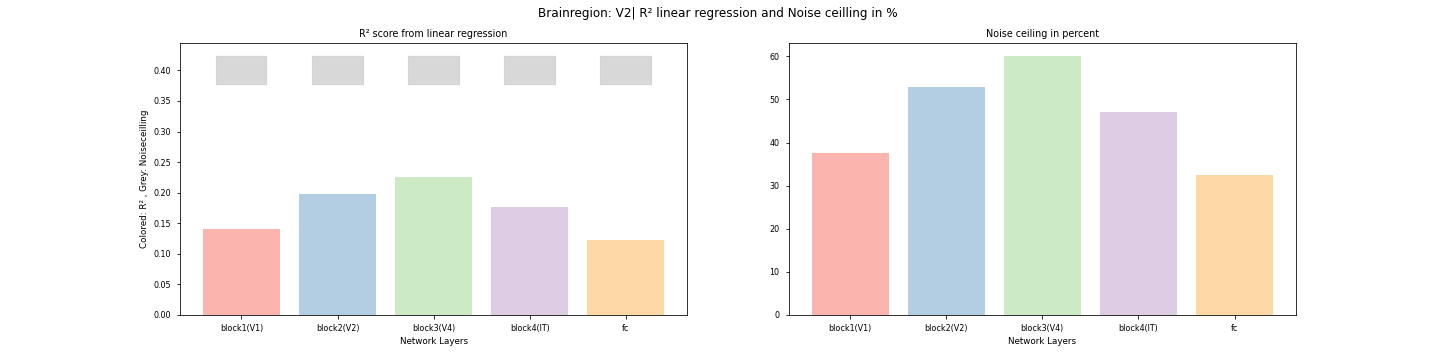 Brainregion: V2| R² linear regression and Noise ceilling in %
R² score from linear regression
Colored: R² , Grey: Noiseceilling
0.40
0.35
0.30
0.25
0.20
0.15
0.10
0.05
0.00
block1(V1) block2(V2) block3(V4) block4(IT) fc
Network Layers
Noise ceiling in percent
60
50
40
30
20
10
0
block1(V1) block2(V2) block3(V4) block4(IT) fc
Network Layers